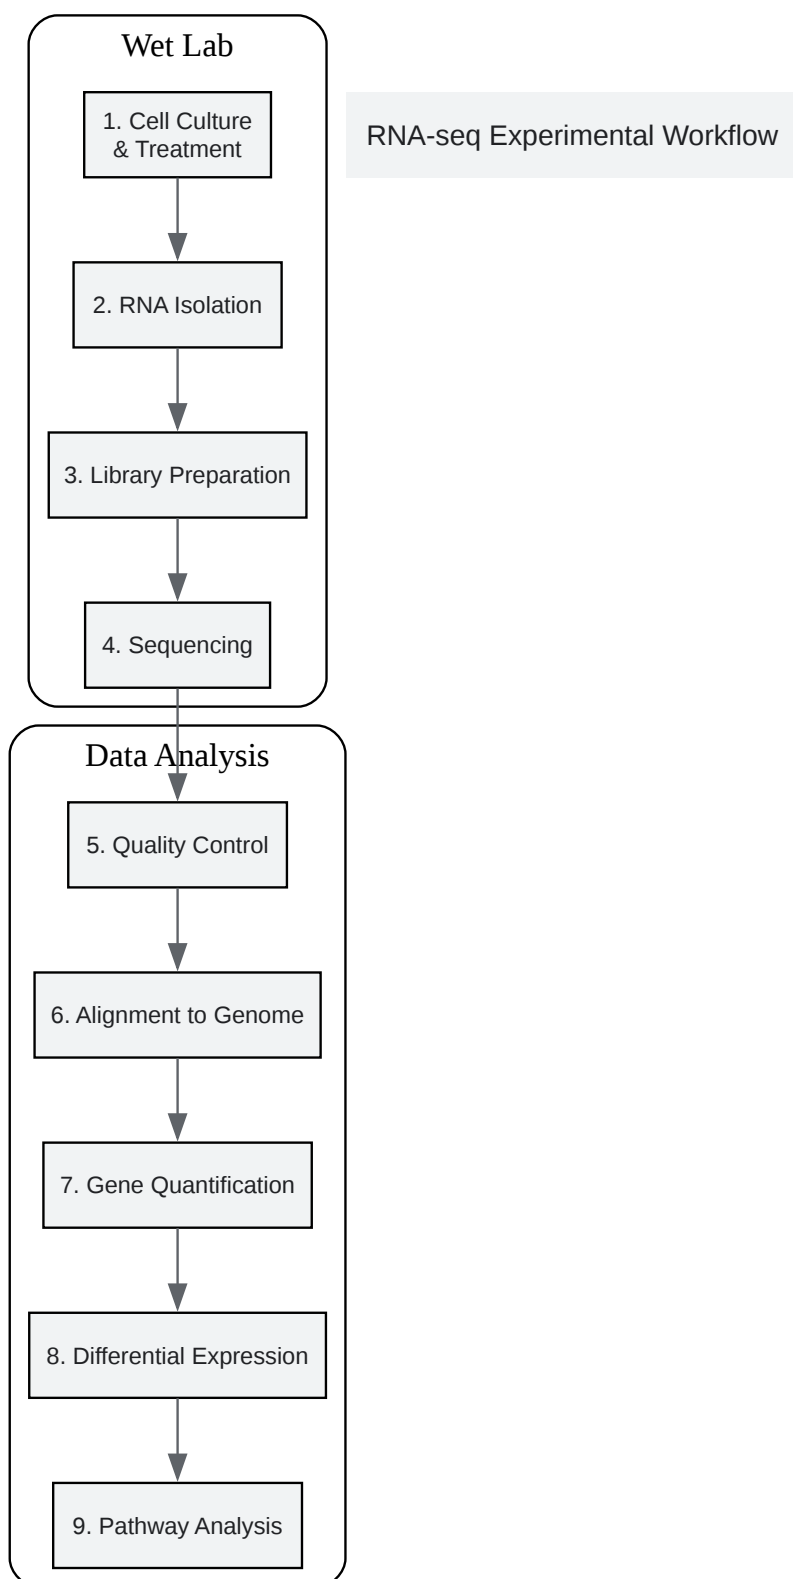 Wet Lab
1. Cell Culture
& Treatment
RNA-seq Experimental Workflow
2. RNA Isolation
3. Library Preparation
4. Sequencing
Data Analysis
5. Quality Control
6. Alignment to Genome
7. Gene Quantification
8. Differential Expression
9. Pathway Analysis